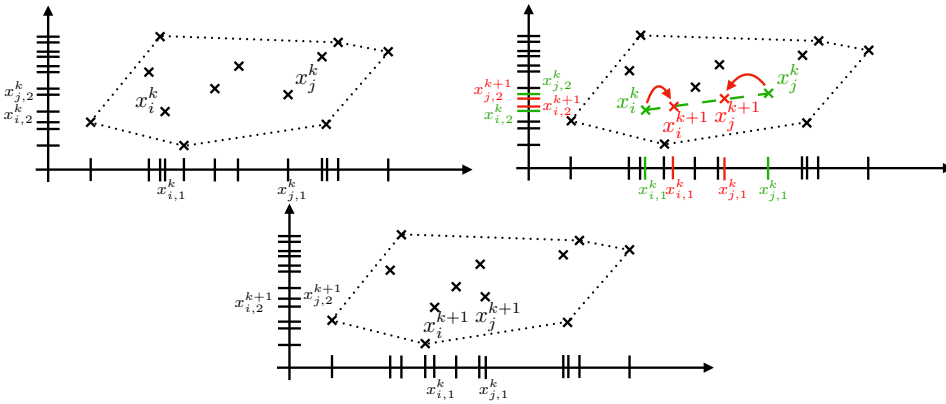 x_{i,2}^k
x_{j,2}^k
x_i^k
x_j^k
x_{i,1}^k
x_{j,1}^k
x_{j,2}^{k+1}
x_{i,2}^k
x_{j,2}^k
x_{i,2}^{k+1}
x_i^k
x_i^{k+1}
x_j^{k+1}
x_j^k
x_{i,1}^k
x_{i,1}^k
x_{j,1}^k
x_{j,1}^k
x_{i,2}^{k+1}
x_{j,2}^{k+1}
x_i^{k+1}
x_j^{k+1}
x_{i,1}^k
x_{j,1}^k